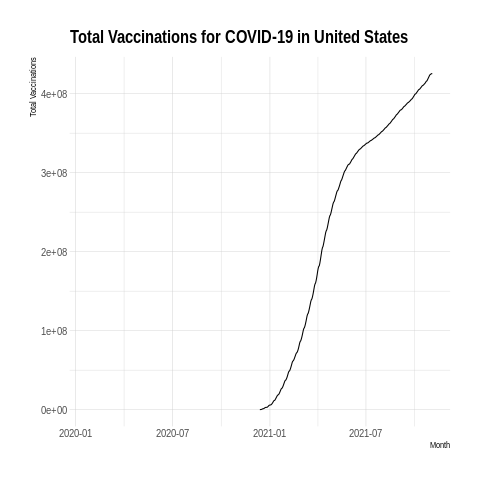 Total Vaccinations for COVID-19 in United States
Total Vaccinations
4e+08
3e+08
2e+08
1e+08
0e+00
2020-01
2020-07
2021-01
2021-07
Month